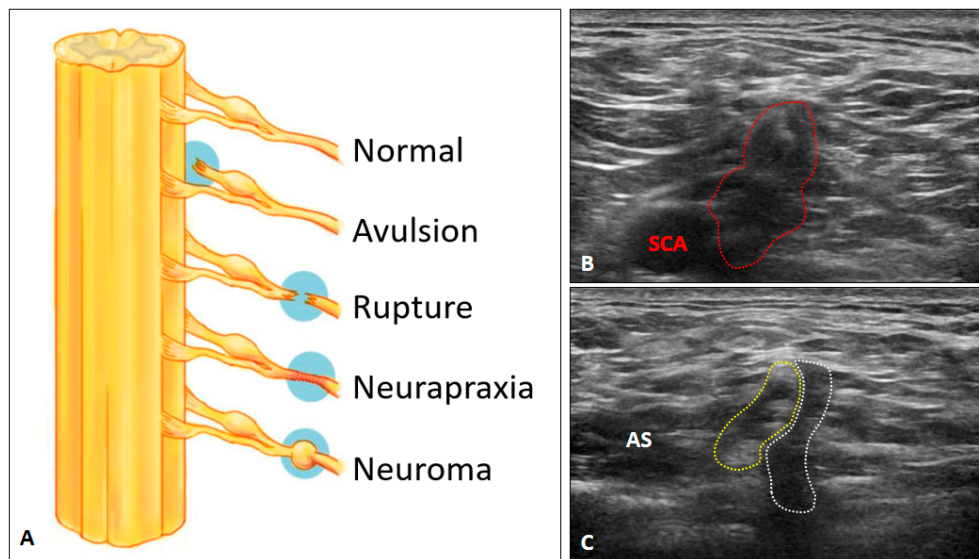 Normal
Avulsion
Rupture
Neurapraxia
Neuroma
A
SCA
B
AS
C